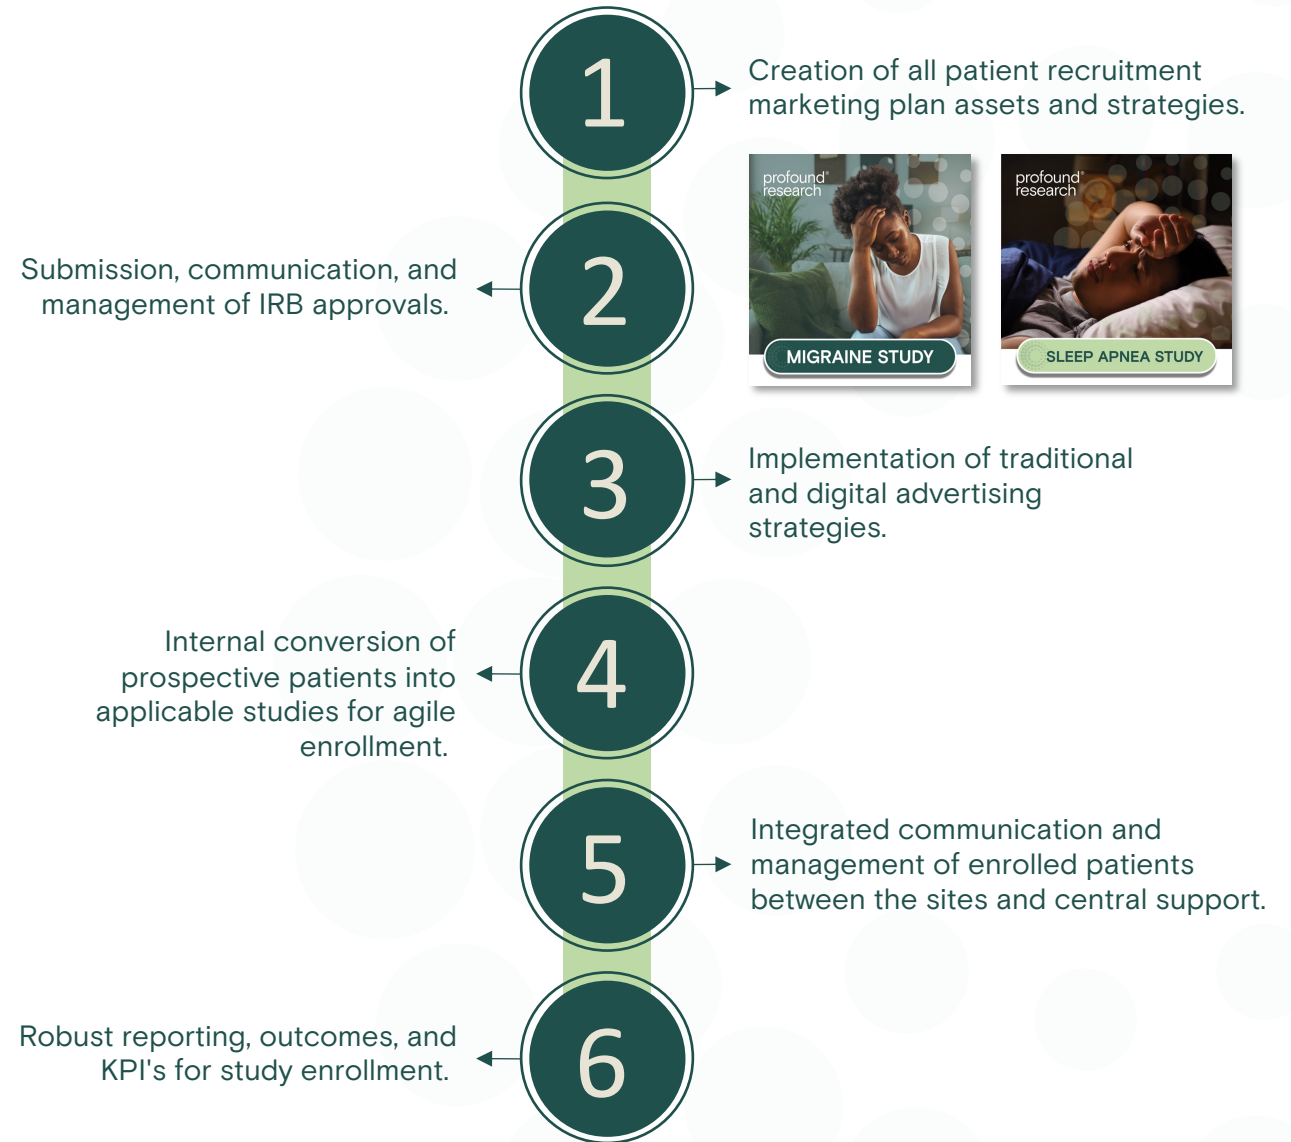 1
Creation of all patient recruitment
marketing plan assets and strategies.
profound®
research
MIGRAINE STUDY
profound®
research
SLEEP APNEA STUDY
2
Submission, communication, and
management of IRB approvals.
3
Implementation of traditional
and digital advertising
strategies.
4
Internal conversion of
prospective patients into
applicable studies for agile
enrollment.
5
Integrated communication and
management of enrolled patients
between the sites and central support.
6
Robust reporting, outcomes, and
KPI's for study enrollment.